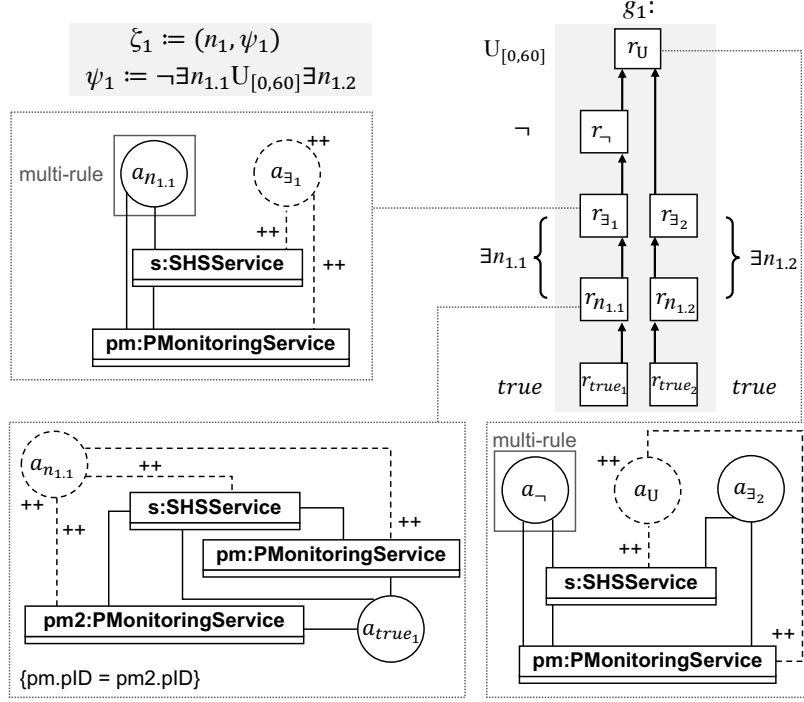 ζ₁ ≔ (n₁, ψ₁)
ψ₁ ≔ ¬∃n₁.₁U[0,60]∃n₁.₂
g₁:
U[0,60]
r_U
¬
r_¬
r_∃₁
r_∃₂
∃n₁.₁
∃n₁.₂
r_n₁.₁
r_n₁.₂
true
r_true₁
r_true₂
true
multi-rule
a_n₁.₁
a_∃₁
++
++
++
s:SHSService
pm:PMonitoringService
a_n₁.₁
++
++
++
++
s:SHSService
pm:PMonitoringService
pm2:PMonitoringService
a_true₁
{pm.pID = pm2.pID}
multi-rule
a_¬
++
a_U
a_∃₂
++
s:SHSService
++
pm:PMonitoringService